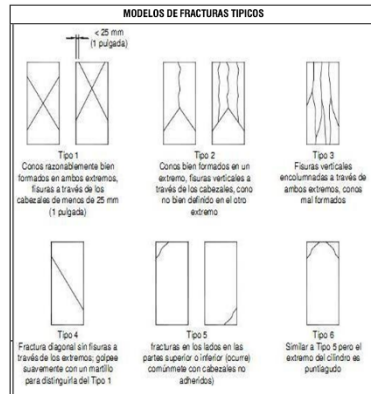 MODELOS DE FRACTURAS TIPICOS
< 25 mm
(1 pulgada)
Tipo 1
Conos razonablemente bien
formados en ambos extremos,
fisuras a través de los
cabezales de menos de 25 mm
(1 pulgada)
Tipo 2
Conos bien formados en un
extremo, fisuras verticales a
través de los cabezales, cono
no bien definido en el otro
extremo
Tipo 3
Fisuras verticales
encolumnadas a través de
ambos extremos, conos
mal formados
Tipo 4
Fractura diagonal sin fisuras a
través de los extremos; golpee
suavemente con un martillo
para distinguirla del Tipo 1
Tipo 5
fracturas en los lados en las
partes superior o inferior (ocurre)
comúnmente con cabezales no
adheridos)
Tipo 6
Similar a Tipo 5 pero el
extremo del cilindro es
puntiagudo